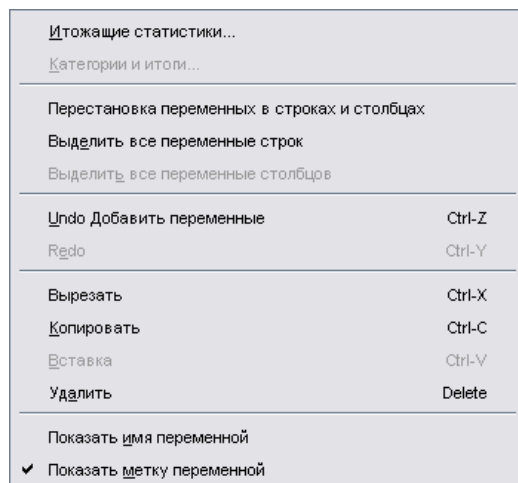 Итожащие статистики...
Категории и итоги...
Перестановка переменных в строках и столбцах
Выделить все переменные строк
Выделить все переменные столбцов
Undo Добавить переменные Ctrl-Z
Redo Ctrl-Y
Вырезать Ctrl-X
Копировать Ctrl-C
Вставка Ctrl-V
Удалить Delete
Показать имя переменной
Показать метку переменной